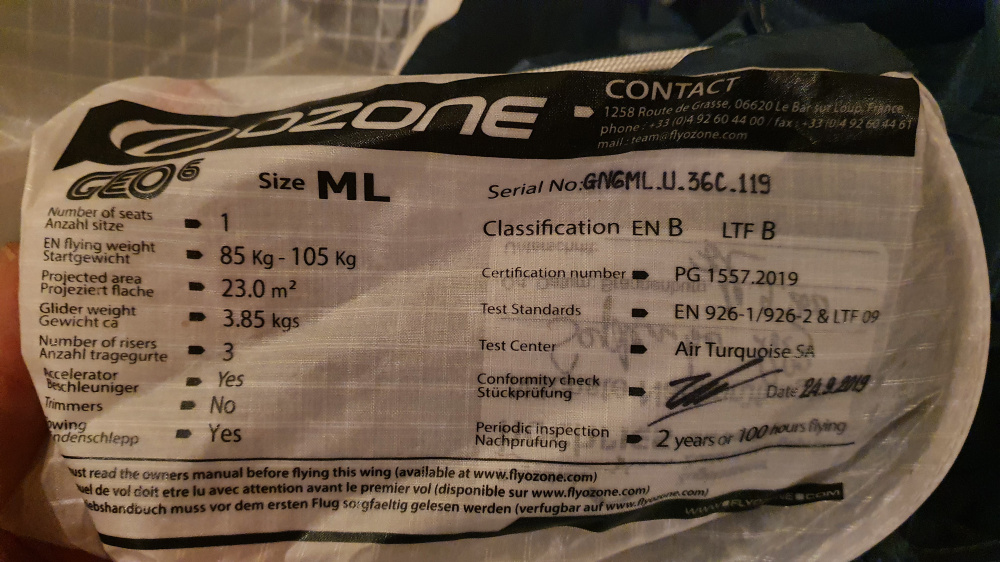 OZONE
CONTACT
1258 Route de Grasse, 06620 Le Bar sur Loup, France
phone : +33 (0)4 92 60 44 00 / fax : +33 (0)4 92 60 44 61
mail : team@flyozone.com
GEO6
Size ML
Serial No: GN6ML.U.36C.119
Number of seats
Anzahl sitze
1
Classification EN B LTF B
EN flying weight
Startgewicht
85 Kg - 105 Kg
Certification number
PG 1557.2019
Projected area
Projeziert flache
23.0 m²
Test Standards
EN 926-1/926-2 & LTF 09
Glider weight
Gewicht ca
3.85 kgs
Test Center
Air Turquoise SA
Number of risers
Anzahl tragegurte
3
Conformity check
Stückprüfung
Date 24.9.2019
Accelerator
Beschleuniger
Yes
Trimmers
No
Periodic inspection
Nachprüfung
2 years or 100 hours flying
owing
ndenschlepp
Yes
ust read the owners manual before flying this wing (available at www.flyozone.com)
uel de vol doit etre lu avec attention avant le premier vol (disponible sur www.flyozone.com)
ebshandbuch muss vor dem ersten Flug sorgfaeltig gelesen werden (verfugbar auf www.flyozone.com)
WWW.FLYOZONE.COM